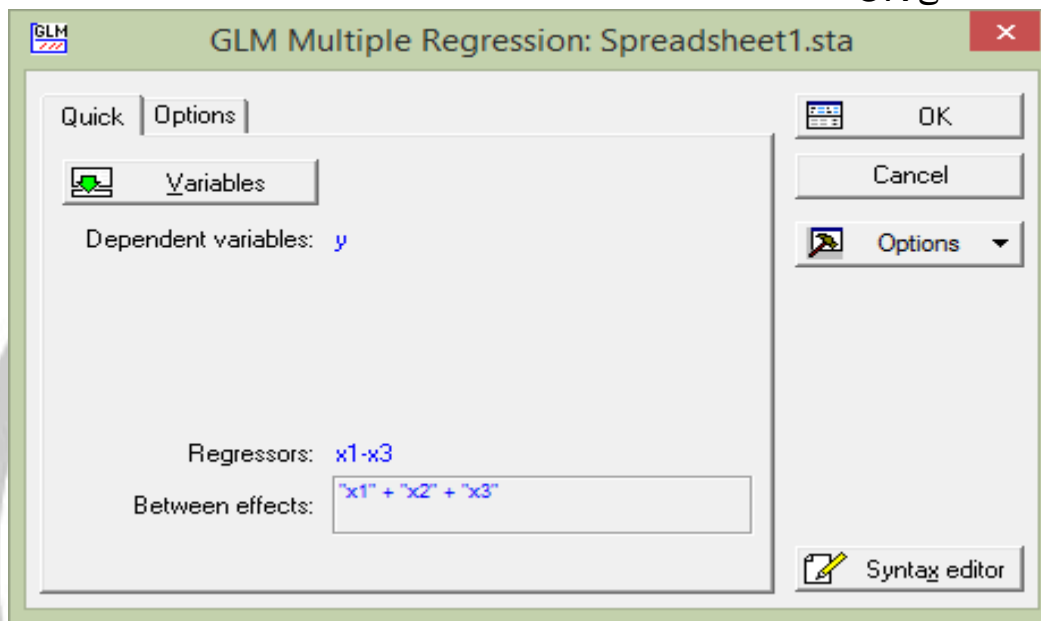 GLM
GLM Multiple Regression: Spreadsheet1.sta
Quick Options
OK
Variables
Cancel
Dependent variables: y
Options
Regressors: x1-x3
Between effects: "x1" + "x2" + "x3"
Syntax editor